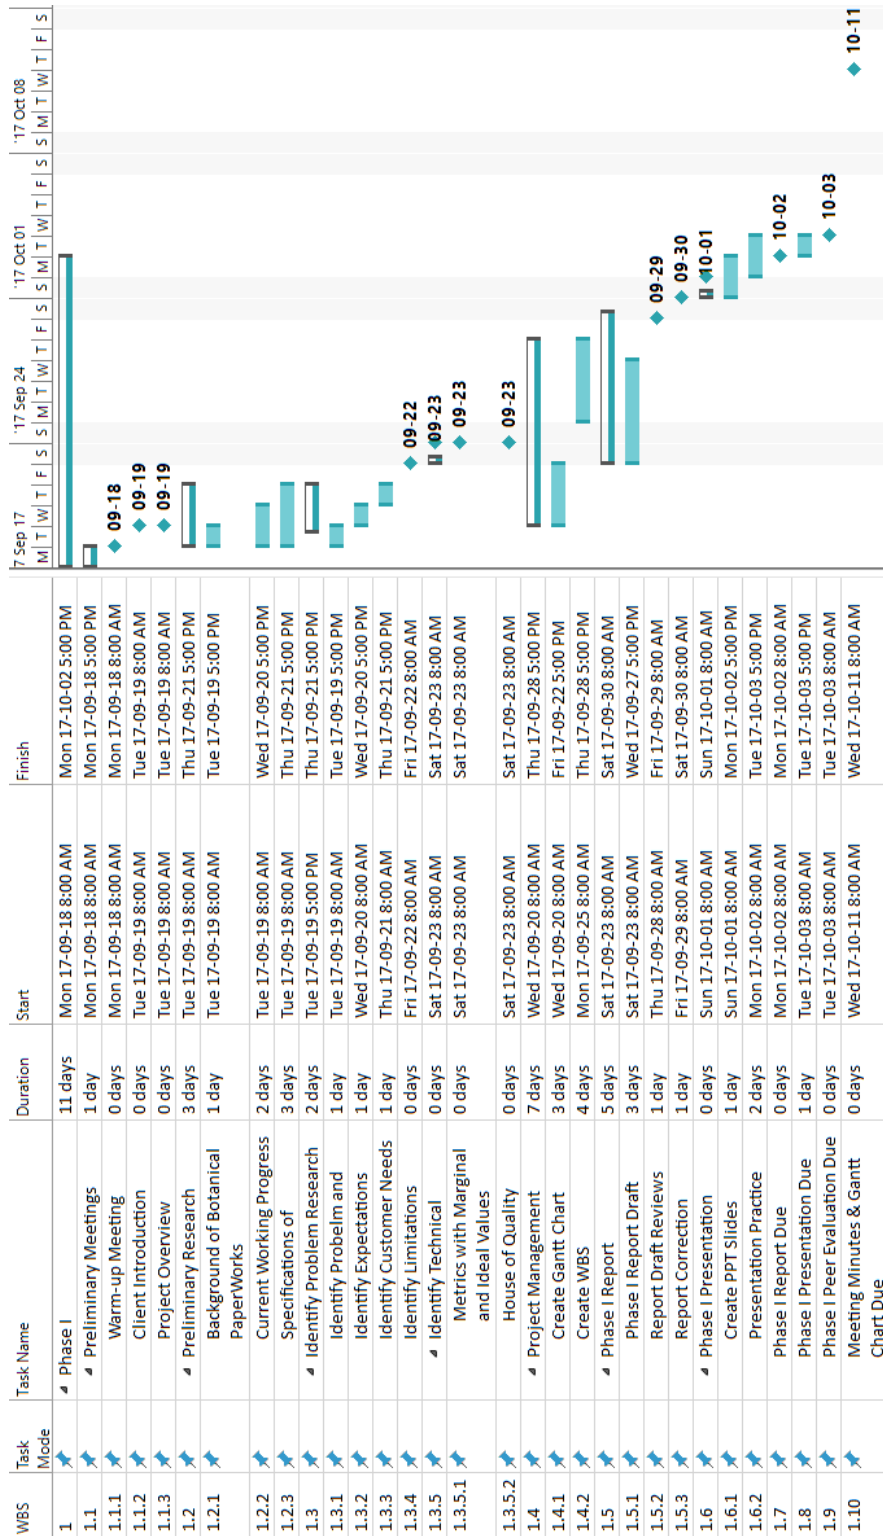 WBS Task Mode Task Name Duration Start Finish
7 Sep 17 '17 Sep 24 '17 Oct 01 '17 Oct 08
M T W T F S S M T W T F S S M T W T F S S M T W T F S
1 Phase I 11 days Mon 17-09-18 8:00 AM Mon 17-10-02 5:00 PM
1.1 Preliminary Meetings 1 day Mon 17-09-18 8:00 AM Mon 17-09-18 5:00 PM
1.1.1 Warm-up Meeting 0 days Mon 17-09-18 8:00 AM Mon 17-09-18 8:00 AM 09-18
1.1.2 Client Introduction 0 days Tue 17-09-19 8:00 AM Tue 17-09-19 8:00 AM 09-19
1.1.3 Project Overview 0 days Tue 17-09-19 8:00 AM Tue 17-09-19 8:00 AM 09-19
1.2 Preliminary Research 3 days Tue 17-09-19 8:00 AM Thu 17-09-21 5:00 PM
1.2.1 Background of Botanical 1 day Tue 17-09-19 8:00 AM Tue 17-09-19 5:00 PM
PaperWorks
1.2.2 Current Working Progress 2 days Tue 17-09-19 8:00 AM Wed 17-09-20 5:00 PM
1.2.3 Specifications of 3 days Tue 17-09-19 8:00 AM Thu 17-09-21 5:00 PM
1.3 Identify Problem Research 2 days Tue 17-09-19 5:00 PM Thu 17-09-21 5:00 PM
1.3.1 Identify Probelm and 1 day Tue 17-09-19 8:00 AM Tue 17-09-19 5:00 PM
1.3.2 Identify Expectations 1 day Wed 17-09-20 8:00 AM Wed 17-09-20 5:00 PM
1.3.3 Identify Customer Needs 1 day Thu 17-09-21 8:00 AM Thu 17-09-21 5:00 PM
1.3.4 Identify Limitations 0 days Fri 17-09-22 8:00 AM Fri 17-09-22 8:00 AM 09-22
1.3.5 Identify Technical 0 days Sat 17-09-23 8:00 AM Sat 17-09-23 8:00 AM 09-23
1.3.5.1 Metrics with Marginal 0 days Sat 17-09-23 8:00 AM Sat 17-09-23 8:00 AM 09-23
and Ideal Values
1.3.5.2 House of Quality 0 days Sat 17-09-23 8:00 AM Sat 17-09-23 8:00 AM 09-23
1.4 Project Management 7 days Wed 17-09-20 8:00 AM Thu 17-09-28 5:00 PM
1.4.1 Create Gantt Chart 3 days Wed 17-09-20 8:00 AM Fri 17-09-22 5:00 PM
1.4.2 Create WBS 4 days Mon 17-09-25 8:00 AM Thu 17-09-28 5:00 PM
1.5 Phase I Report 5 days Sat 17-09-23 8:00 AM Sat 17-09-30 8:00 AM
1.5.1 Phase I Report Draft 3 days Sat 17-09-23 8:00 AM Wed 17-09-27 5:00 PM
1.5.2 Report Draft Reviews 1 day Thu 17-09-28 8:00 AM Fri 17-09-29 8:00 AM 09-29
1.5.3 Report Correction 1 day Fri 17-09-29 8:00 AM Sat 17-09-30 8:00 AM 09-30
1.6 Phase I Presentation 0 days Sun 17-10-01 8:00 AM Sun 17-10-01 8:00 AM 10-01
1.6.1 Create PPT Slides 1 day Sun 17-10-01 8:00 AM Mon 17-10-02 5:00 PM
1.6.2 Presentation Practice 2 days Mon 17-10-02 8:00 AM Tue 17-10-03 5:00 PM
1.7 Phase I Report Due 0 days Mon 17-10-02 8:00 AM Mon 17-10-02 8:00 AM 10-02
1.8 Phase I Presentation Due 1 day Tue 17-10-03 8:00 AM Tue 17-10-03 5:00 PM
1.9 Phase I Peer Evaluation Due 0 days Tue 17-10-03 8:00 AM Tue 17-10-03 8:00 AM 10-03
1.10 Meeting Minutes & Gantt 0 days Wed 17-10-11 8:00 AM Wed 17-10-11 8:00 AM 10-11
Chart Due